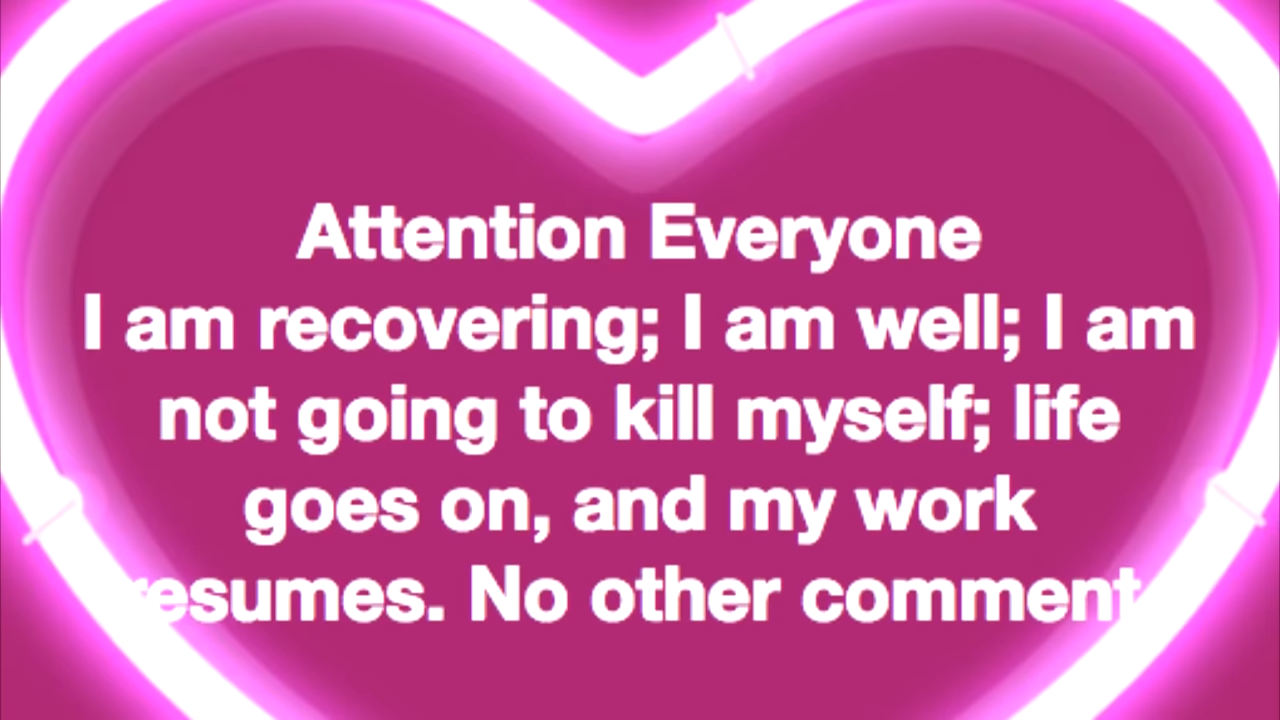 Attention Everyone
I am recovering; I am well; I am
not going to kill myself; life
goes on, and my work
resumes. No other comment.